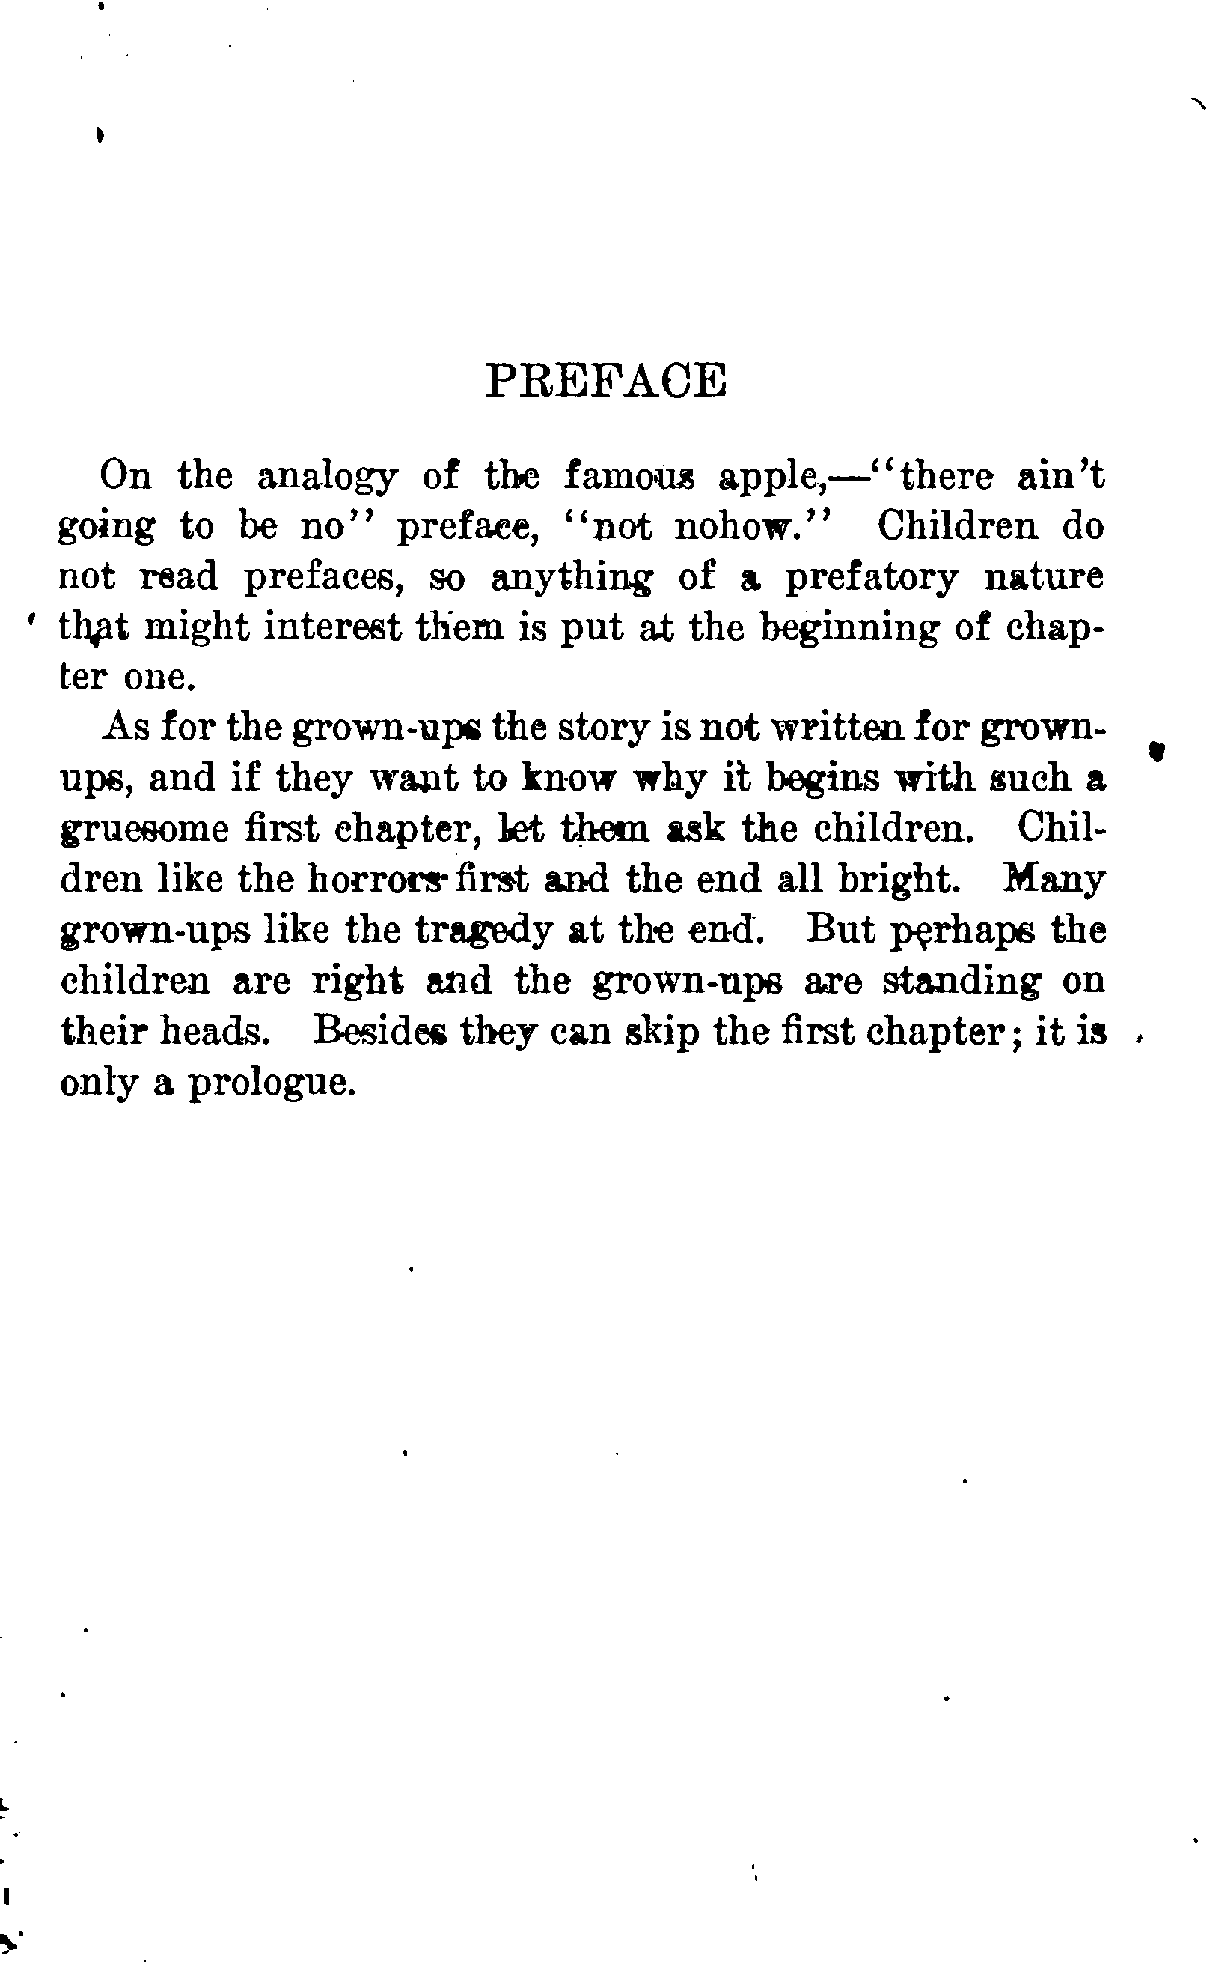 PREFACE
On the analogy of the famous apple,—"there ain't
going to be no" preface, "not nohow." Children do
not read prefaces, so anything of a prefatory nature
that might interest them is put at the beginning of chap-
ter one.
As for the grown-ups the story is not written for grown-
ups, and if they want to know why it begins with such a
gruesome first chapter, let them ask the children. Chil-
dren like the horrors first and the end all bright. Many
grown-ups like the tragedy at the end. But perhaps the
children are right and the grown-ups are standing on
their heads. Besides they can skip the first chapter; it is
only a prologue.